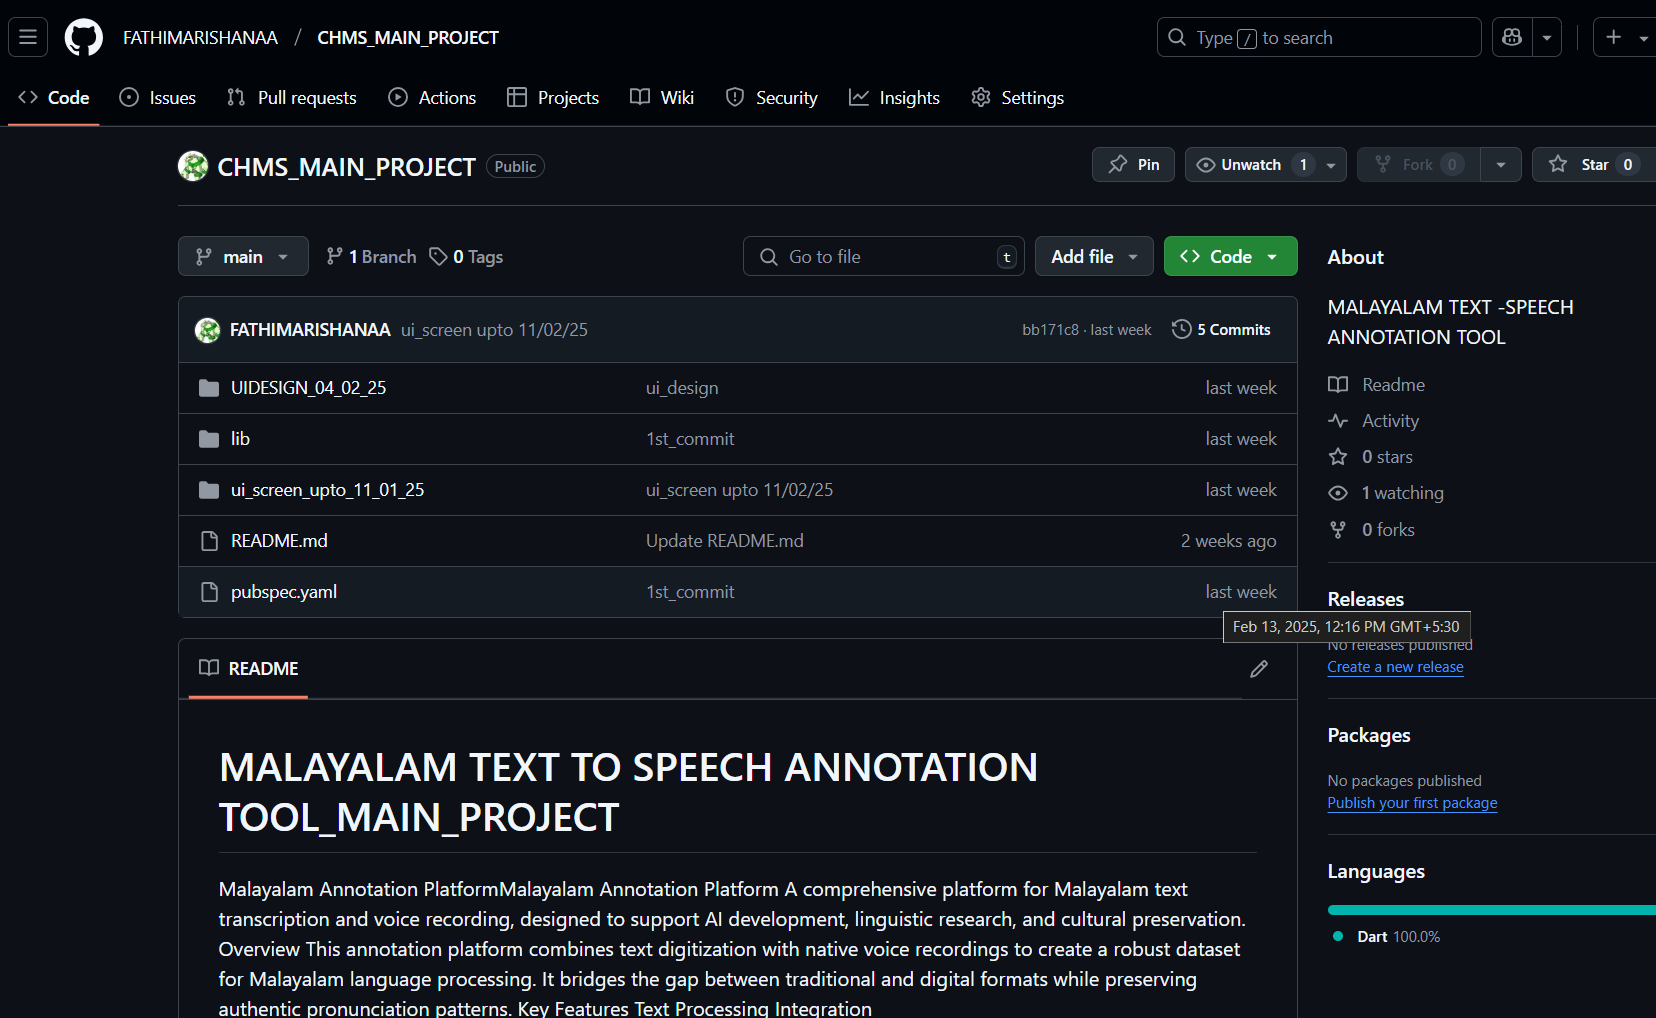 FATHIMARISHANAA / CHMS_MAIN_PROJECT
Type / to search
Code Issues Pull requests Actions Projects Wiki Security Insights Settings
CHMS_MAIN_PROJECT Public
Pin Unwatch 1 Fork 0 Star 0
main 1 Branch 0 Tags
Go to file t Add file Code
FATHIMARISHANAA ui_screen upto 11/02/25 bb171c8 · last week 5 Commits
UIDESIGN_04_02_25 ui_design last week
lib 1st_commit last week
ui_screen_upto_11_01_25 ui_screen upto 11/02/25 last week
README.md Update README.md 2 weeks ago
pubspec.yaml 1st_commit last week
Feb 13, 2025, 12:16 PM GMT+5:30
README
MALAYALAM TEXT TO SPEECH ANNOTATION
TOOL_MAIN_PROJECT
Malayalam Annotation PlatformMalayalam Annotation Platform A comprehensive platform for Malayalam text
transcription and voice recording, designed to support AI development, linguistic research, and cultural preservation.
Overview This annotation platform combines text digitization with native voice recordings to create a robust dataset
for Malayalam language processing. It bridges the gap between traditional and digital formats while preserving
authentic pronunciation patterns. Key Features Text Processing Integration
About
MALAYALAM TEXT -SPEECH
ANNOTATION TOOL
Readme
Activity
0 stars
1 watching
0 forks
Releases
No releases published
Create a new release
Packages
No packages published
Publish your first package
Languages
Dart 100.0%